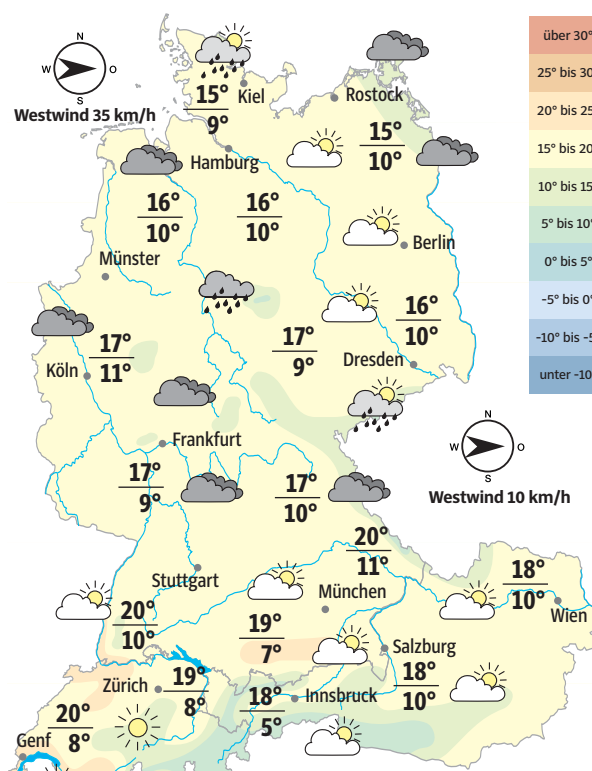 N
W O
S
Westwind 35 km/h
15°
9°
Kiel
Rostock
15°
10°
Hamburg
16°
10°
16°
10°
Berlin
Münster
16°
10°
17°
11°
Köln
17°
9°
Dresden
Frankfurt
N
W O
S
Westwind 10 km/h
17°
9°
17°
10°
20°
11°
Stuttgart
München
18°
10°
Wien
20°
10°
19°
7°
Salzburg
18°
10°
Zürich
19°
8°
18°
5°
Innsbruck
20°
8°
Genf
über 30°
25° bis 30
20° bis 25
15° bis 20
10° bis 15
5° bis 10°
0° bis 5°
-5° bis 0°
-10° bis -5
unter -10